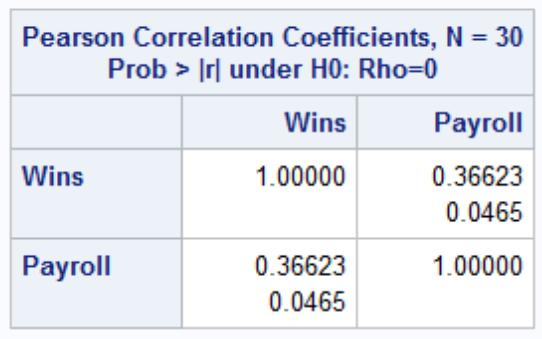 Pearson Correlation Coefficients, N = 30
Prob > |r| under H0: Rho=0
Wins Payroll
Wins 1.00000 0.36623
0.0465
Payroll 0.36623 1.00000
0.0465